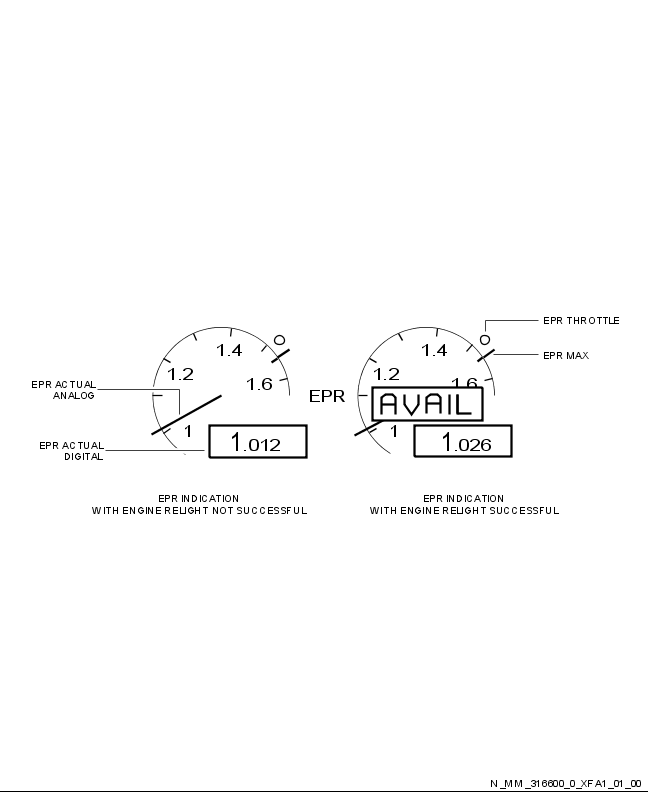 EPR THROTTLE
1.4
1.4
EPR MAX
1.2
1.6
1.2
1.6
EPR ACTUAL
ANALOG
EPR
AVAIL
1
1
EPR ACTUAL
DIGITAL
1.012
1.026
EPR INDICATION
WITH ENGINE RELIGHT NOT SUCCESSFUL
EPR INDICATION
WITH ENGINE RELIGHT SUCCESSFUL
N_MM_316600_0_XFA1_01_00